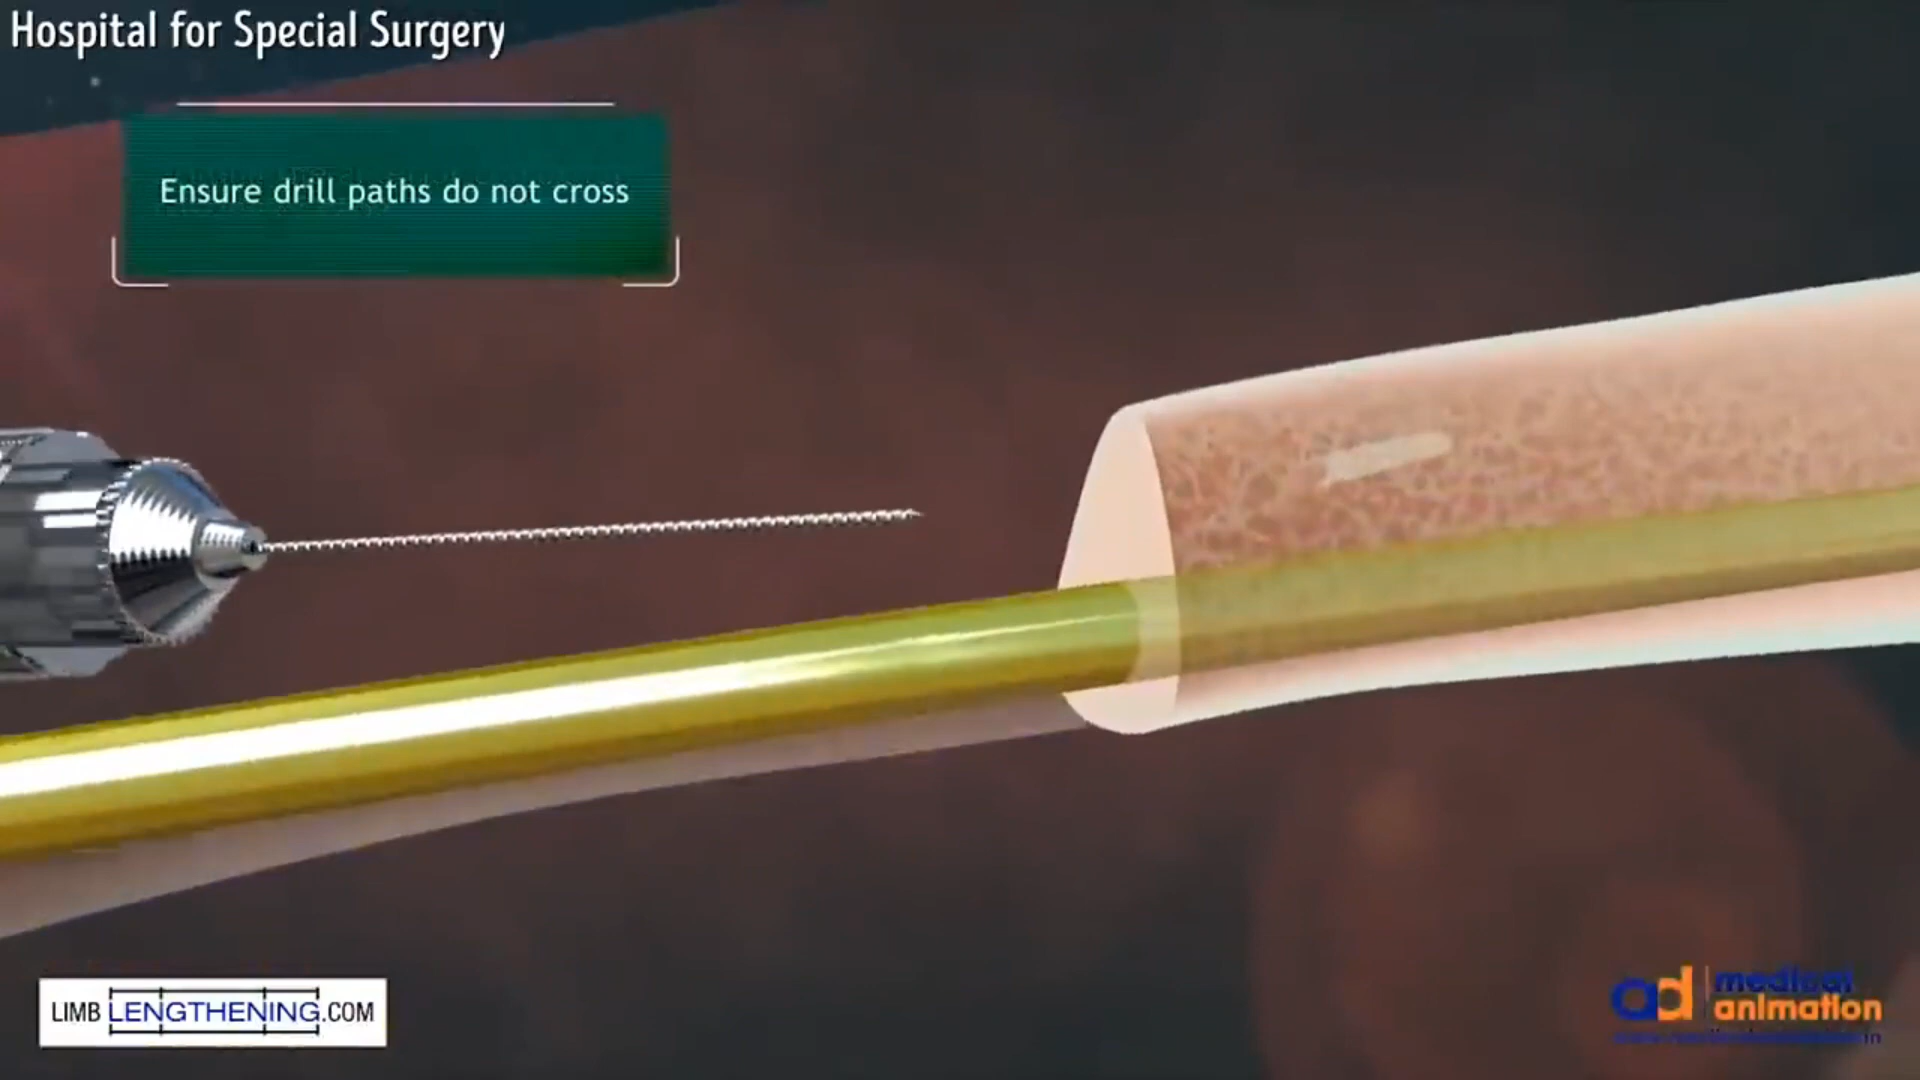 Hospital for Special Surgery
Ensure drill paths do not cross
LIMB LENGTHENING.COM
ad medical
animation